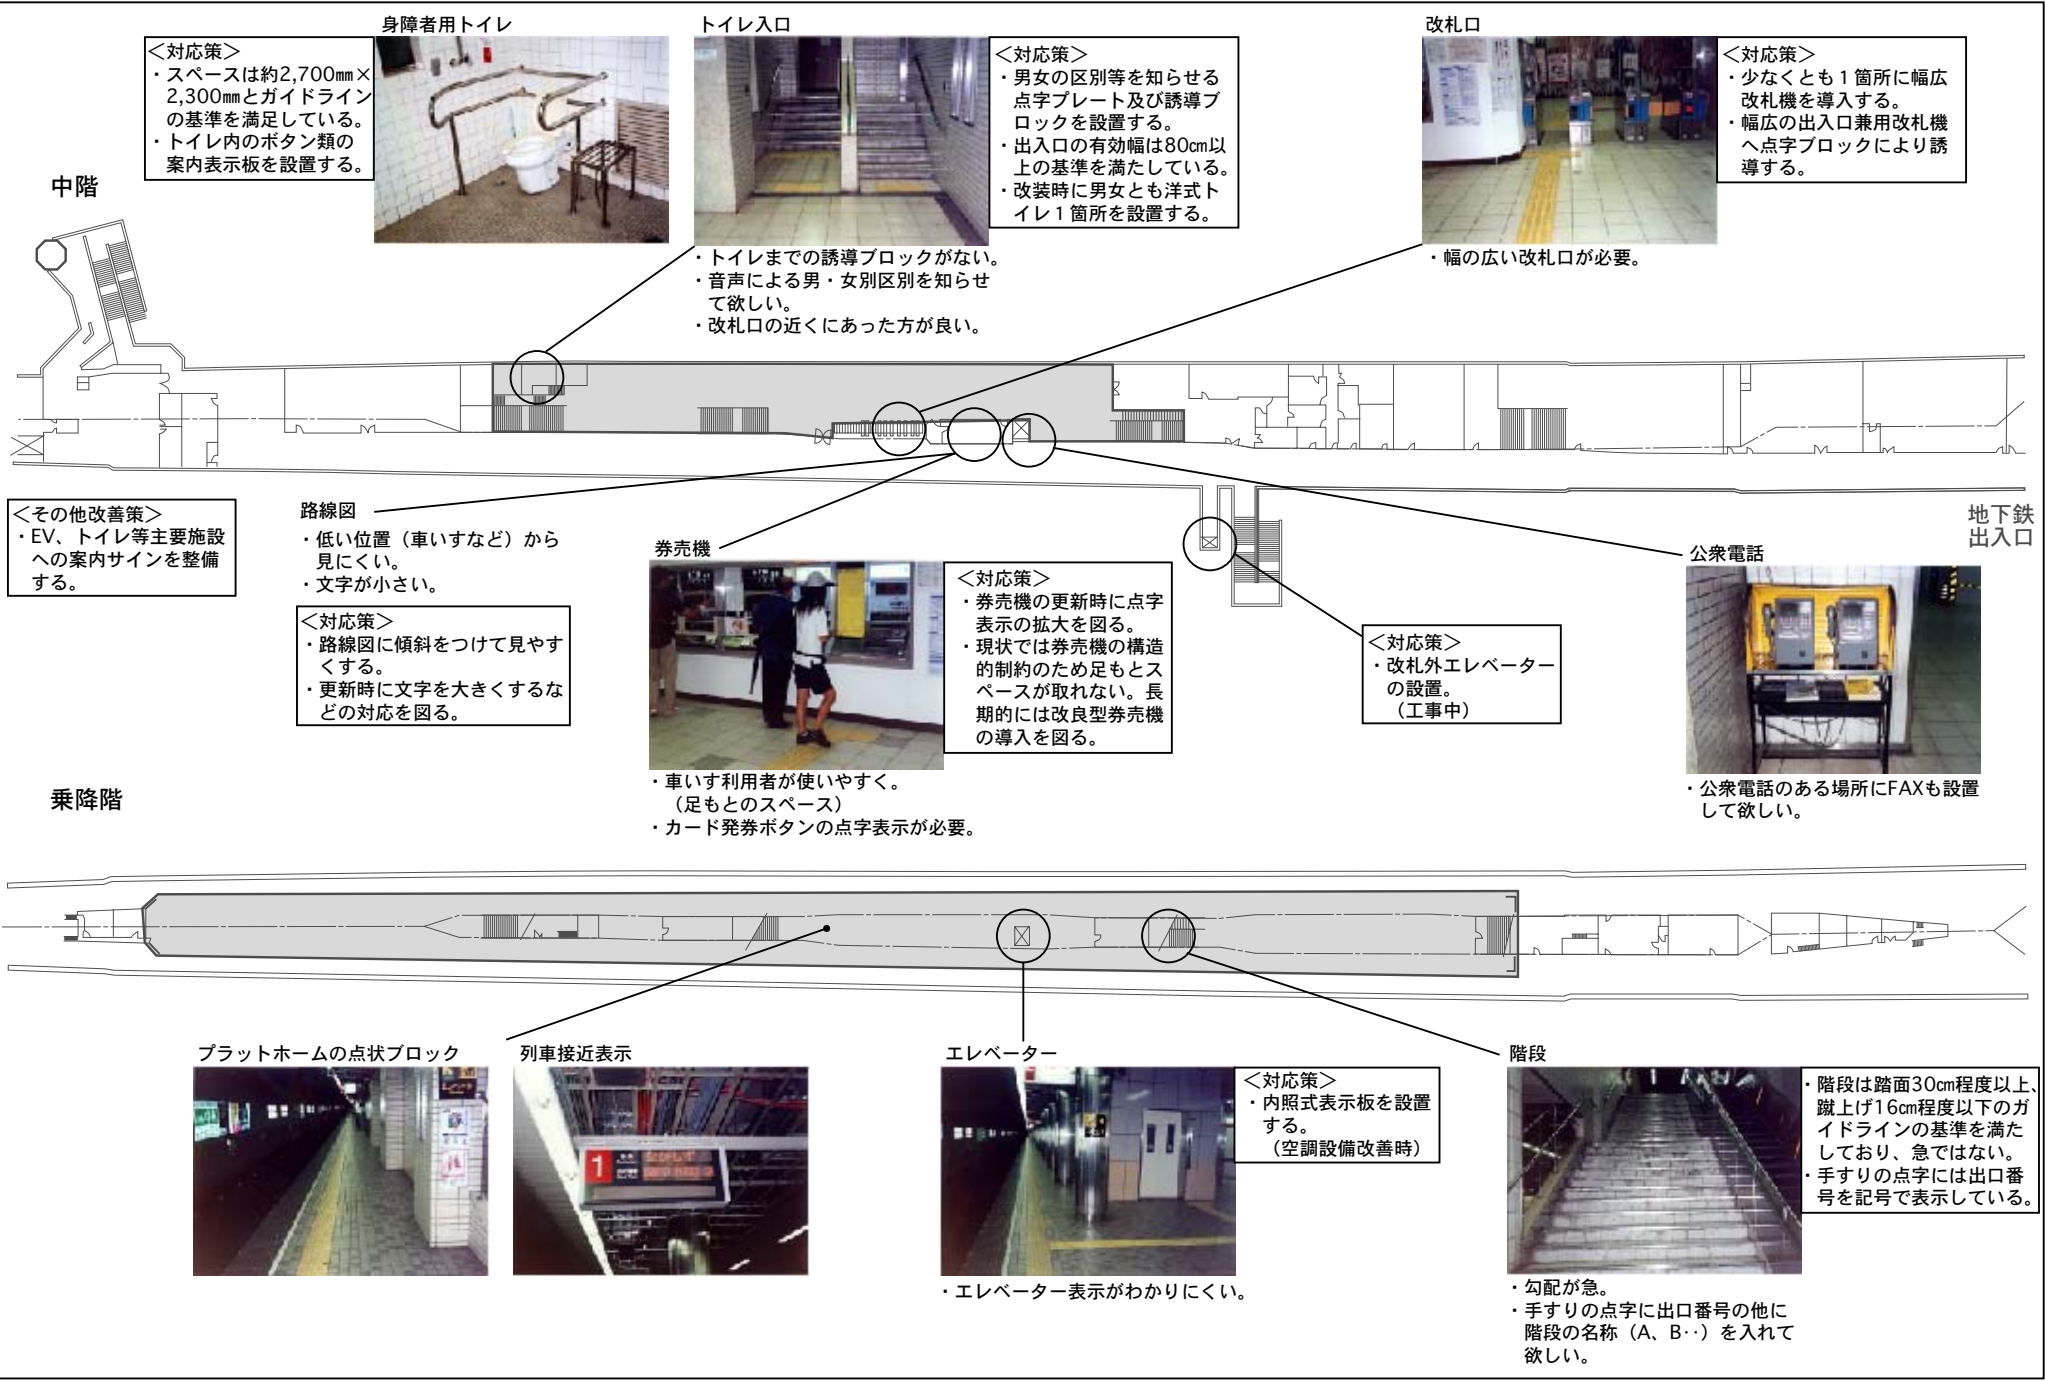 身障者用トイレ
＜対応策＞
・スペースは約2,700㎜×
2,300㎜とガイドライン
の基準を満足している。
・トイレ内のボタン類の
案内表示板を設置する。
トイレ入口
＜対応策＞
・男女の区別等を知らせる
点字プレート及び誘導ブ
ロックを設置する。
・出入口の有効幅は80㎝以
上の基準を満たしている。
・改装時に男女とも洋式ト
イレ１箇所を設置する。
・トイレまでの誘導ブロックがない。
・音声による男・女別区別を知らせ
て欲しい。
・改札口の近くにあった方が良い。
改札口
＜対応策＞
・少なくとも１箇所に幅広
改札機を導入する。
・幅広の出入口兼用改札機
へ点字ブロックにより誘
導する。
・幅の広い改札口が必要。
中階
＜その他改善策＞
・EV、トイレ等主要施設
への案内サインを整備
する。
路線図
・低い位置（車いすなど）から
見にくい。
・文字が小さい。
＜対応策＞
・路線図に傾斜をつけて見やす
くする。
・更新時に文字を大きくするな
どの対応を図る。
券売機
＜対応策＞
・券売機の更新時に点字
表示の拡大を図る。
・現状では券売機の構造
的制約のため足もとス
ペースが取れない。長
期的には改良型券売機
の導入を図る。
・車いす利用者が使いやすく。
（足もとのスペース）
・カード発券ボタンの点字表示が必要。
＜対応策＞
・改札外エレベーター
の設置。
（工事中）
地下鉄
出入口
公衆電話
・公衆電話のある場所にFAXも設置
して欲しい。
乗降階
プラットホームの点状ブロック
列車接近表示
1
エレベーター
＜対応策＞
・内照式表示板を設置
する。
（空調設備改善時）
・エレベーター表示がわかりにくい。
階段
・階段は踏面30㎝程度以上、
蹴上げ16㎝程度以下のガ
イドラインの基準を満た
しており、急ではない。
・手すりの点字には出口番
号を記号で表示している。
・勾配が急。
・手すりの点字に出口番号の他に
階段の名称（A、B‥）を入れて
欲しい。